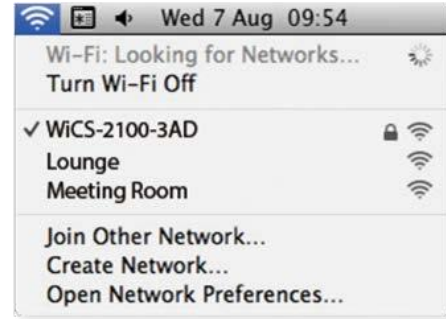 Wed 7 Aug 09:54
Wi-Fi: Looking for Networks...
Turn Wi-Fi Off
WiCS-2100-3AD
Lounge
Meeting Room
Join Other Network...
Create Network...
Open Network Preferences...